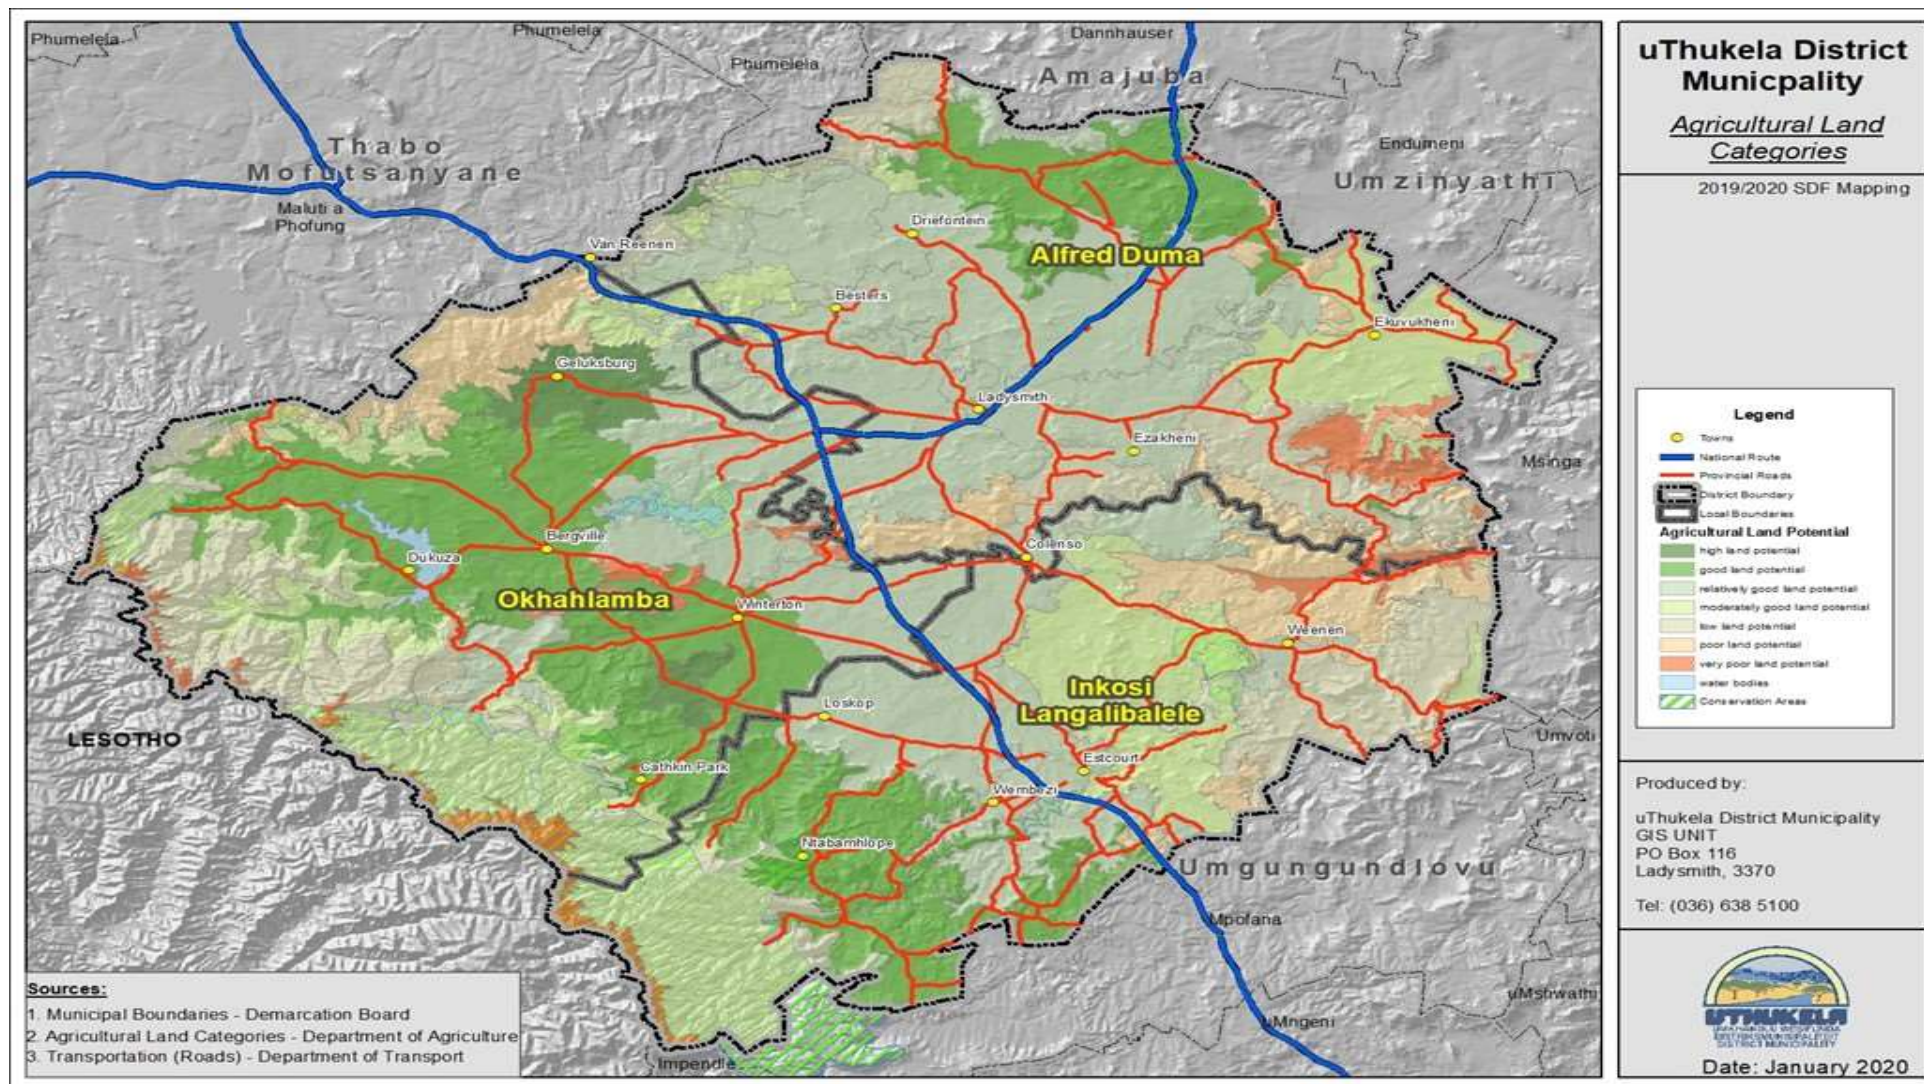 Phumelela
Phumelela
Phumelela
Dannhauser
Amajuba
Thabo
Mofutsanyane
Endumeni
Umzinyathi
Maluti a
Phofung
Van Reenen
Driefontein
Alfred Duma
Besters
Ekuvukheni
Geluksburg
Ladysmith
Ezakheni
Msinga
Bergville
Colenso
Dukuza
Okhahlamba
Winterton
Weenen
Inkosi
Langalibalele
Loskop
LESOTHO
Umvoti
Cathkin Park
Estcourt
Wembezi
Ntabamhlope
Umgungundlovu
Mpofana
uMshwathi
uMngeni
Impendle
Sources:
1. Municipal Boundaries - Demarcation Board
2. Agricultural Land Categories - Department of Agriculture
3. Transportation (Roads) - Department of Transport
uThukela District
Municpality
Agricultural Land
Categories
2019/2020 SDF Mapping
Legend
Towns
National Route
Provincial Roads
District Boundary
Local Boundaries
Agricultural Land Potential
high land potential
good land potential
relatively good land potential
moderately good land potential
low land potential
poor land potential
very poor land potential
water bodies
Conservation Areas
Produced by:
uThukela District Municipality
GIS UNIT
PO Box 116
Ladysmith, 3370
Tel: (036) 638 5100
UTHUKELA
DISTRICT MUNICIPALITY
Date: January 2020